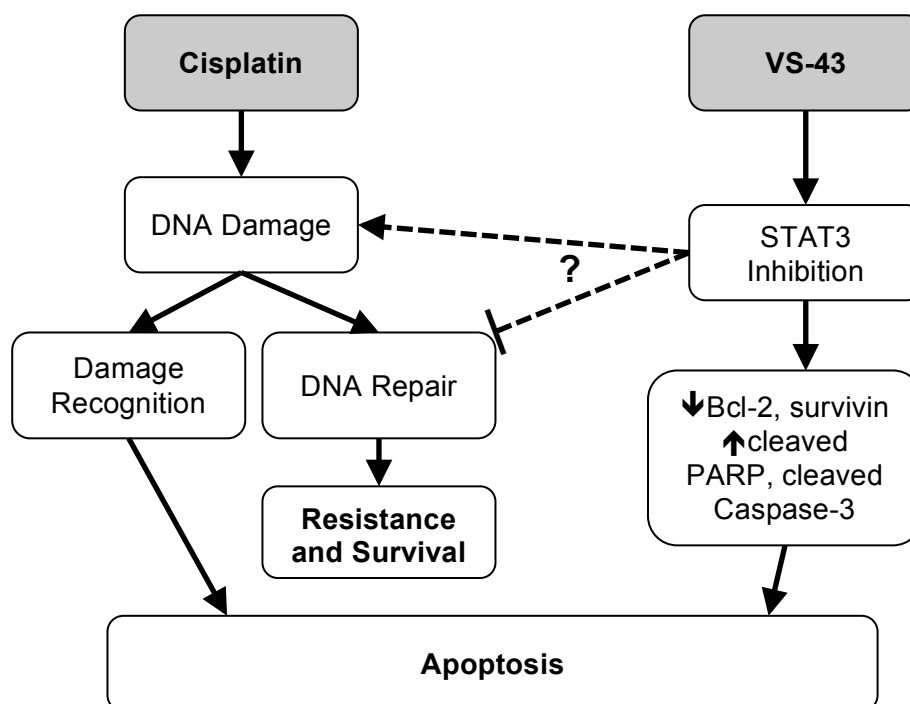 Cisplatin
VS-43
DNA Damage
STAT3
Inhibition
?
Damage
Recognition
DNA Repair
🡻Bcl-2, survivin
🡹cleaved
PARP, cleaved
Caspase-3
Resistance
and Survival
Apoptosis